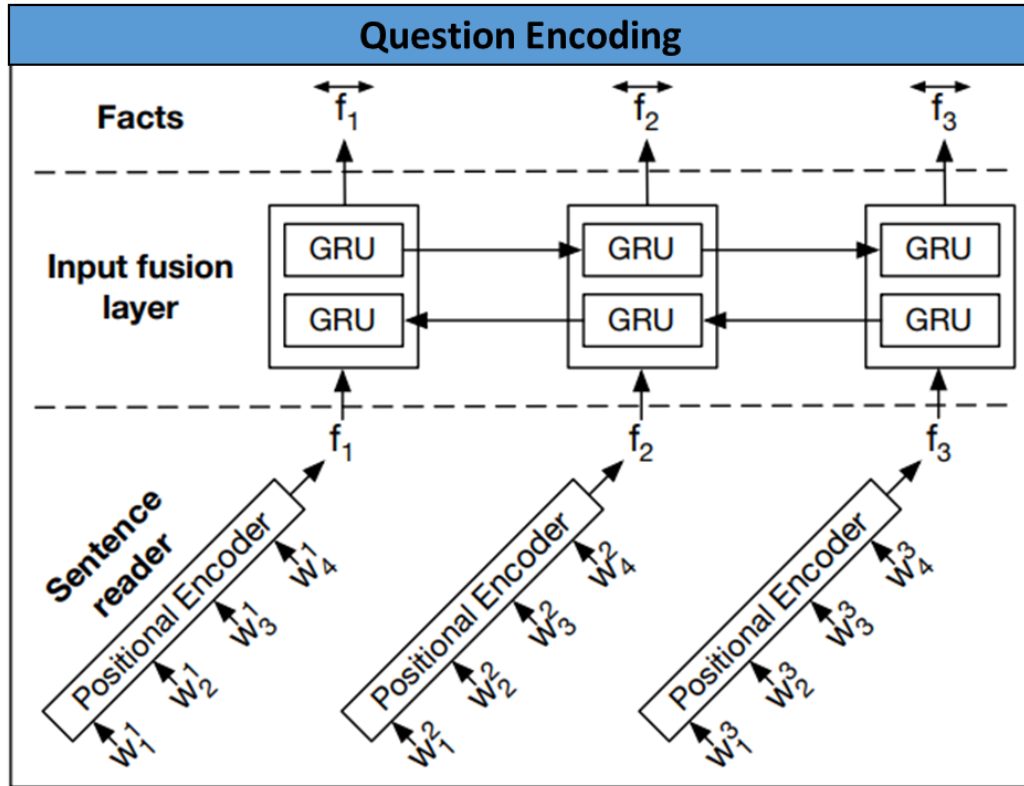 Question Encoding
Facts
f1 f2 f3
Input fusion
layer
GRU GRU GRU
GRU GRU GRU
f1 f2 f3
Sentence
reader
Positional Encoder
w₁¹ w₂¹ w₃¹ w₄¹
Positional Encoder
w₁² w₂² w₃² w₄²
Positional Encoder
w₁³ w₂³ w₃³ w₄³